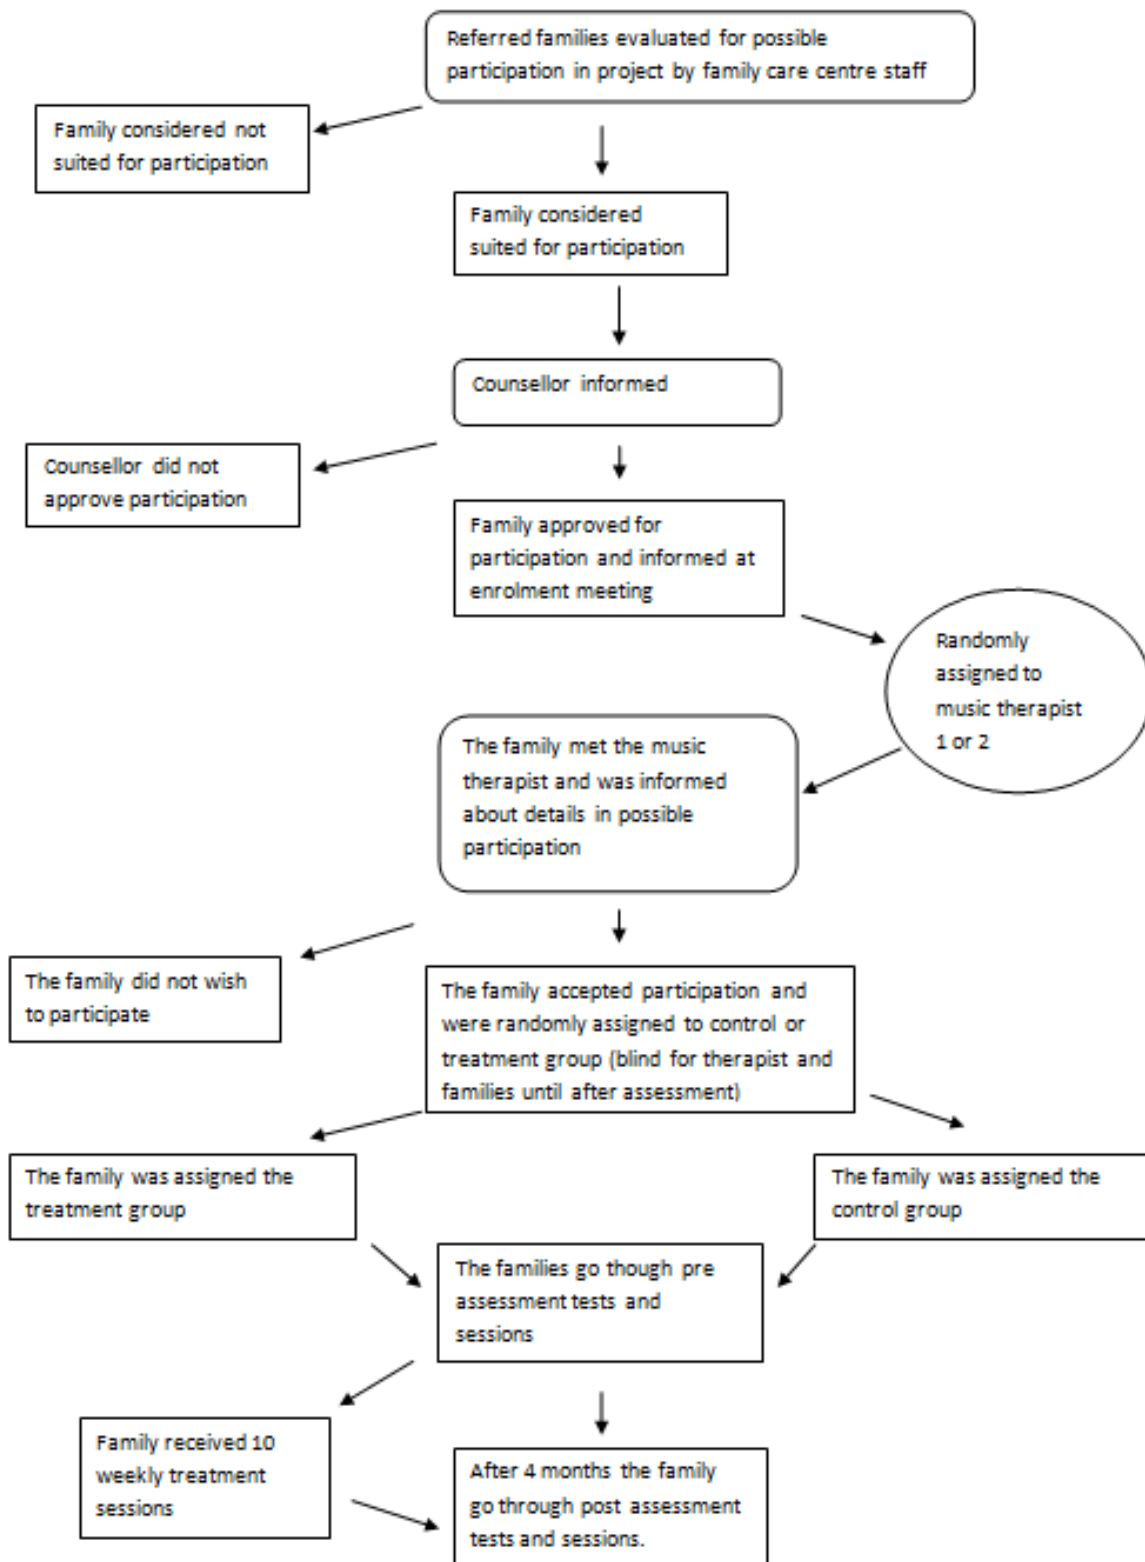 Referred families evaluated for possible
participation in project by family care centre staff
Family considered not
suited for participation
Family considered
suited for participation
Counsellor informed
Counsellor did not
approve participation
Family approved for
participation and informed at
enrolment meeting
Randomly
assigned to
music therapist
1 or 2
The family met the music
therapist and was informed
about details in possible
participation
The family did not wish
to participate
The family accepted participation and
were randomly assigned to control or
treatment group (blind for therapist and
families until after assessment)
The family was assigned the
treatment group
The family was assigned the
control group
The families go though pre
assessment tests and
sessions
Family received 10
weekly treatment
sessions
After 4 months the family
go through post assessment
tests and sessions.